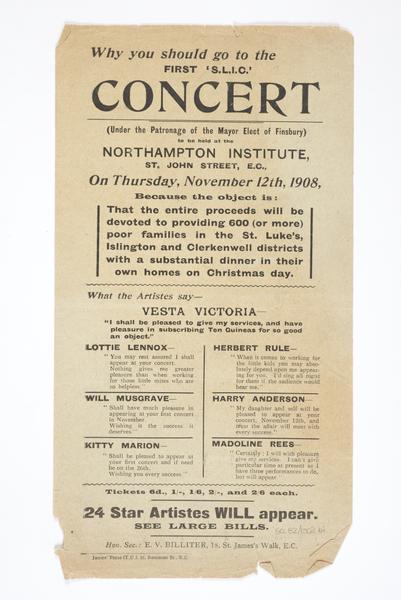 Why you should go to the
FIRST 'S.L.I.C.'
CONCERT
(Under the Patronage of the Mayor Elect of Finsbury)
to be held at the
NORTHAMPTON INSTITUTE,
ST. JOHN STREET, E.C.,
On Thursday, November 12th, 1908,
Because the object is:
That the entire proceeds will be
devoted to providing 600 (or more)
poor families in the St. Luke's,
Islington and Clerkenwell districts
with a substantial dinner in their
own homes on Christmas day.
What the Artistes say—
VESTA VICTORIA—
"I shall be pleased to give my services, and have
pleasure in subscribing Ten Guineas for so good
an object."
LOTTIE LENNOX—
"You may rest assured I shall
appear at your concert.
Nothing gives me greater
pleasure than when working
for those little mites who are
so helpless."
WILL MUSGRAVE—
"Shall have much pleasure in
appearing at your first concert
in November.
Wishing it the success it
deserves."
KITTY MARION—
"Shall be pleased to appear at
your first concert and if need
be on the 26th.
Wishing you every success."
HERBERT RULE—
"When it comes to working for
the little kids you may abso-
lutely depend upon me appear-
ing for you. I'd sing all night
for them if the audience would
hear me."
HARRY ANDERSON—
"My daughter and self will be
pleased to appear at your
concert, November 12th, and
trust the affair will meet with
every success."
MADOLINE REES—
"Certainly: I will with pleasure
give my services. I can't give
particular time at present as I
have three performances to do,
but will appear."
Tickets 6d., 1/-, 1/6, 2/-, and 2/6 each.
24 Star Artistes WILL appear.
SEE LARGE BILLS.
Hon. Sec.: E. V. BILLITER, 18, St. James's Walk, E.C.